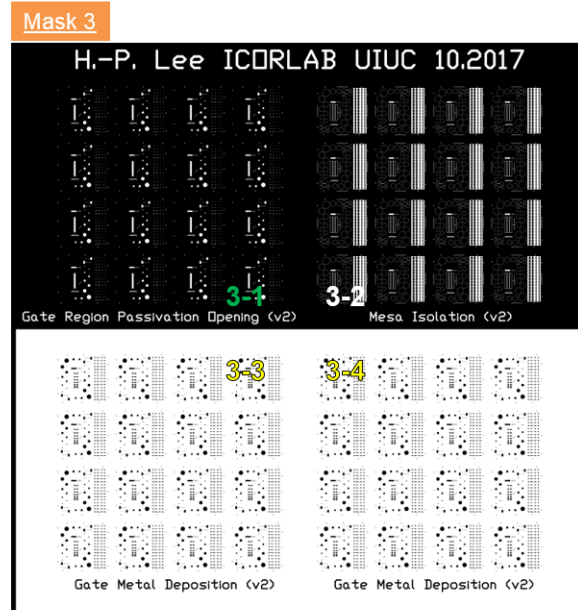 Mask 3
H.-P. Lee ICORLAB UIUC 10.2017
3-1 3-2
Gate Region Passivation Opening (v2) Mesa Isolation (v2)
3-3 3-4
Gate Metal Deposition (v2) Gate Metal Deposition (v2)